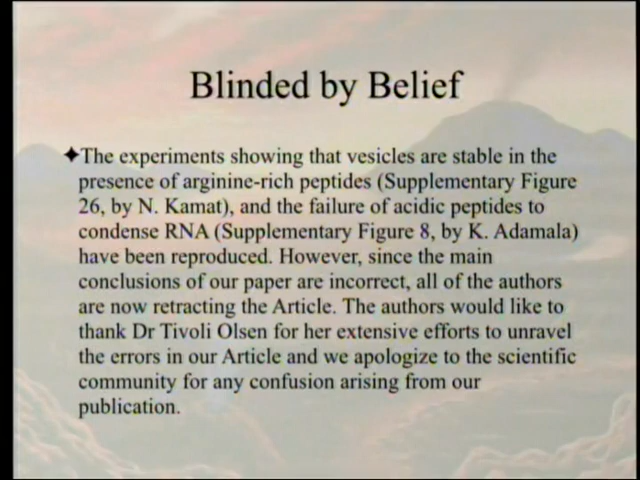 Blinded by Belief
✦The experiments showing that vesicles are stable in the
presence of arginine-rich peptides (Supplementary Figure
26, by N. Kamat), and the failure of acidic peptides to
condense RNA (Supplementary Figure 8, by K. Adamala)
have been reproduced. However, since the main
conclusions of our paper are incorrect, all of the authors
are now retracting the Article. The authors would like to
thank Dr Tivoli Olsen for her extensive efforts to unravel
the errors in our Article and we apologize to the scientific
community for any confusion arising from our
publication.